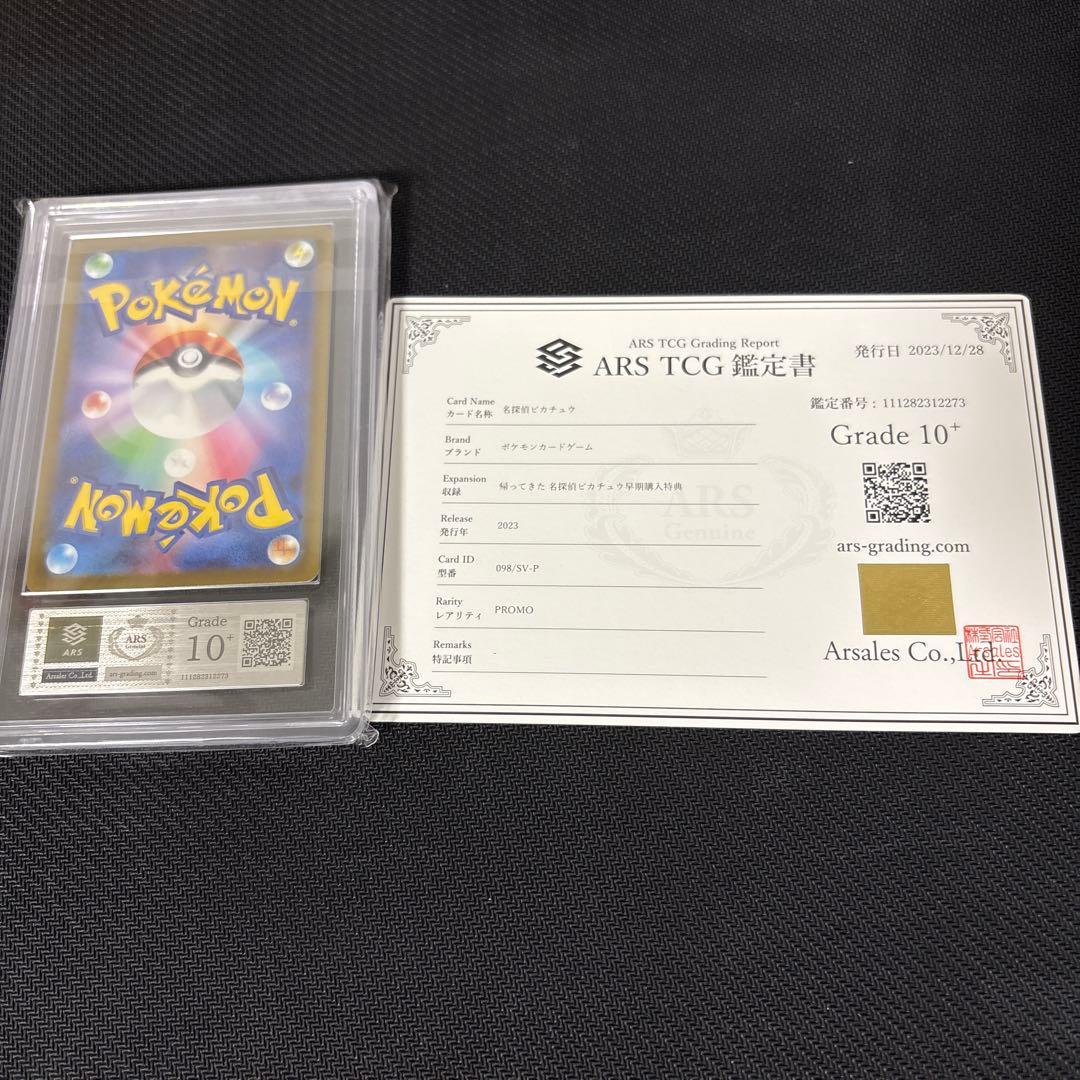 POKéMON
POKéMON
ARS
Arsales Co.,Ltd.
ARS
Genuine
ars-grading.com
Grade
10+
111282312273
ARS TCG Grading Report
ARS TCG 鑑定書
発行日 2023/12/28
Card Name
カード名称 名探偵ピカチュウ
Brand
ブランド ポケモンカードゲーム
Expansion
収録 帰ってきた 名探偵ピカチュウ早期購入特典
Release
発行年 2023
Card ID
型番 098/SV-P
Rarity
レアリティ PROMO
Remarks
特記事項 -
ARS
Genuine
鑑定番号 : 111282312273
Grade 10+
ars-grading.com
Arsales Co.,Ltd.